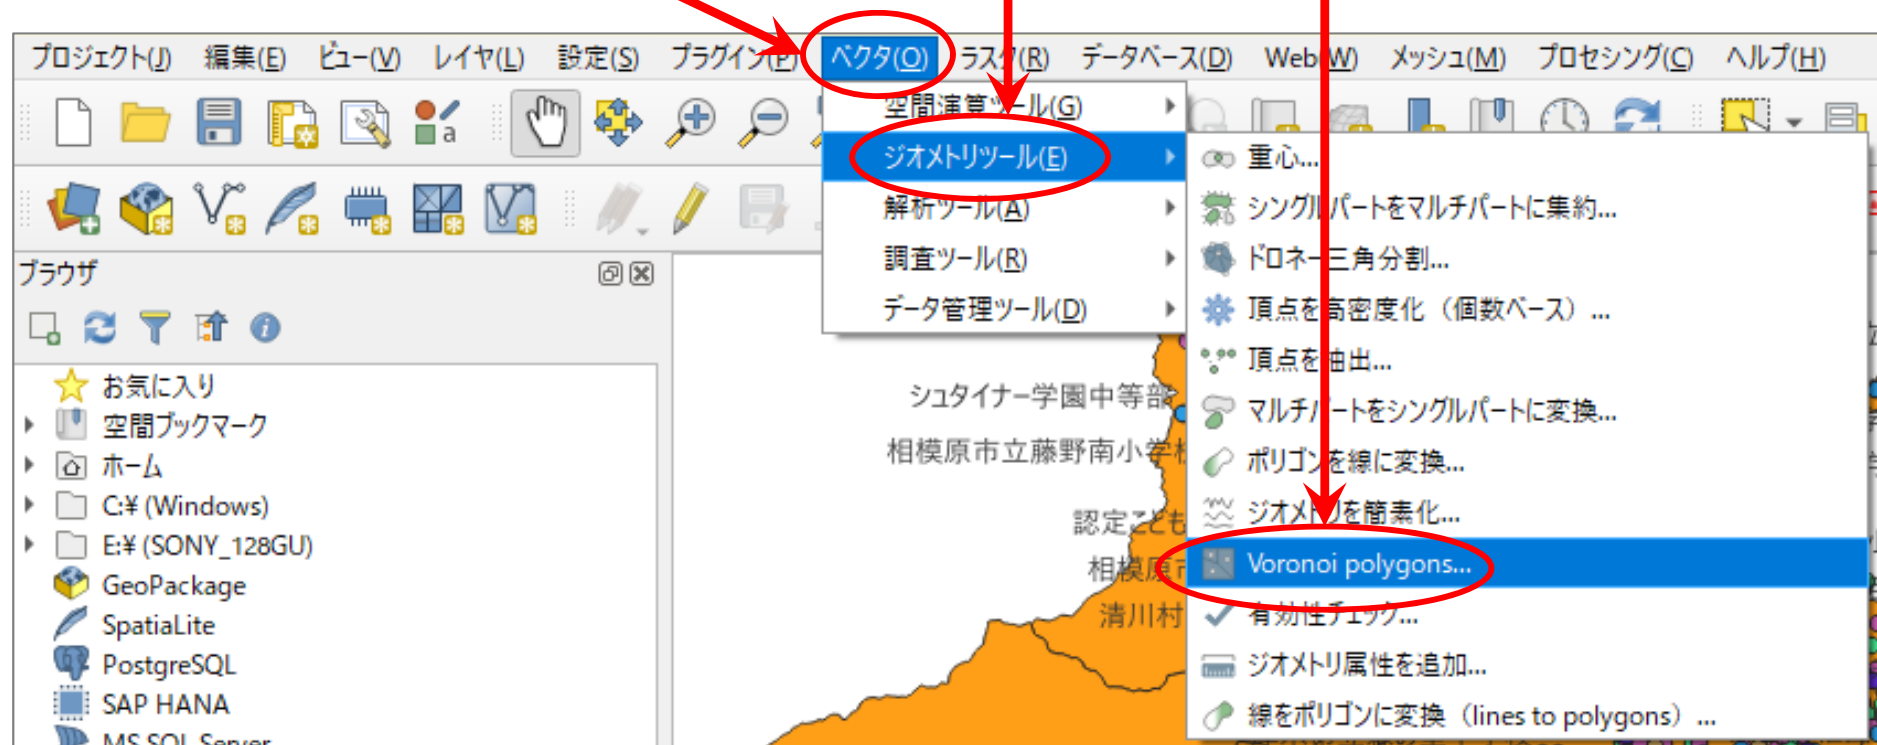 プロジェクト(J) 編集(E) ビュー(V) レイヤ(L) 設定(S) プラグイン(P) ベクタ(O) ラスタ(R) データベース(D) Web(W) メッシュ(M) プロセシング(C) ヘルプ(H)
空間演算ツール(G)
ジオメトリツール(E)
解析ツール(A)
調査ツール(R)
データ管理ツール(D)
重心...
シングルパートをマルチパートに集約...
ドロネー三角分割...
頂点を高密度化（個数ベース）...
頂点を抽出...
マルチパートをシングルパートに変換...
ポリゴンを線に変換...
ジオメトリを簡素化...
Voronoi polygons...
有効性チェック...
ジオメトリ属性を追加...
線をポリゴンに変換（lines to polygons）...
ブラウザ
お気に入り
空間ブックマーク
ホーム
C:¥ (Windows)
E:¥ (SONY_128GU)
GeoPackage
SpatiaLite
PostgreSQL
SAP HANA
MS SQL Server
シュタイナー学園中等部
相模原市立藤野南小学校
認定こども
相模原市
清川村